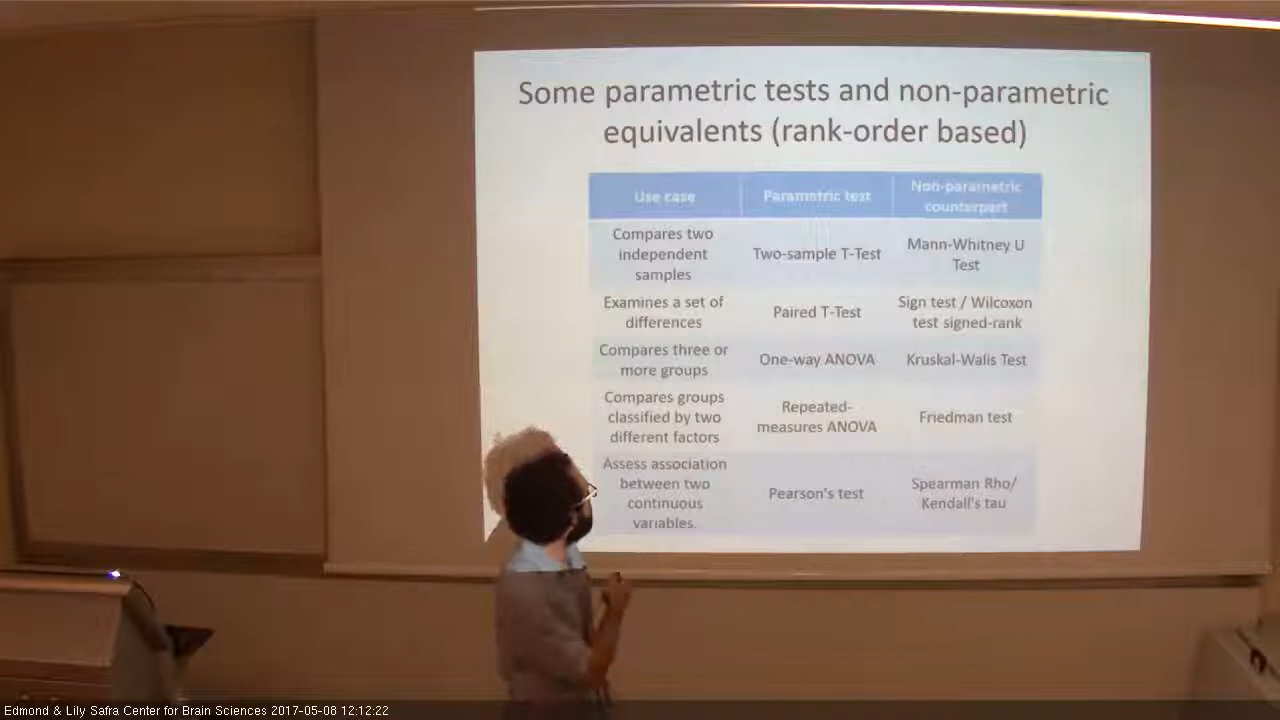 Some parametric tests and non-parametric
equivalents (rank-order based)
Use case
Parametric test
Non-parametric
counterpart
Compares two
independent
samples
Two-sample T-Test
Mann-Whitney U
Test
Examines a set of
differences
Paired T-Test
Sign test / Wilcoxon
test signed-rank
Compares three or
more groups
One-way ANOVA
Kruskal-Walis Test
Compares groups
classified by two
different factors
Repeated-
measures ANOVA
Friedman test
Assess association
between two
continuous
variables.
Pearson's test
Spearman Rho/
Kendall's tau
Edmond & Lily Safra Center for Brain Sciences 2017-05-08 12:12:22